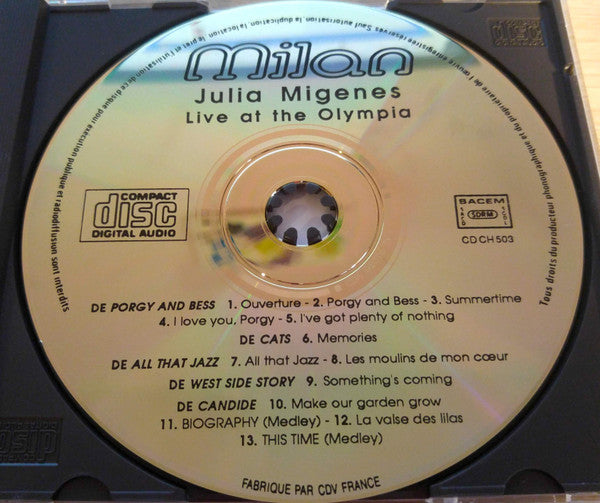 milan
Julia Migenes
Live at the Olympia
COMPACT
disc
DIGITAL AUDIO
SACEM
SDRM
CD CH 503
DE PORGY AND BESS 1. Ouverture - 2. Porgy and Bess - 3. Summertime
4. I love you, Porgy - 5. I've got plenty of nothing
DE CATS 6. Memories
DE ALL THAT JAZZ 7. All that Jazz - 8. Les moulins de mon cœur
DE WEST SIDE STORY 9. Something's coming
DE CANDIDE 10. Make our garden grow
11. BIOGRAPHY (Medley) - 12. La valse des lilas
13. THIS TIME (Medley)
FABRIQUE PAR CDV FRANCE
Tous droits du producteur phonographique et du propriétaire de l'œuvre enregistrée réservés. Sauf autorisation, la duplication, la location, le prêt et l'utilisation de ce disque pour exécution publique et radiodiffusion sont interdits
COMPACT
disc
disc